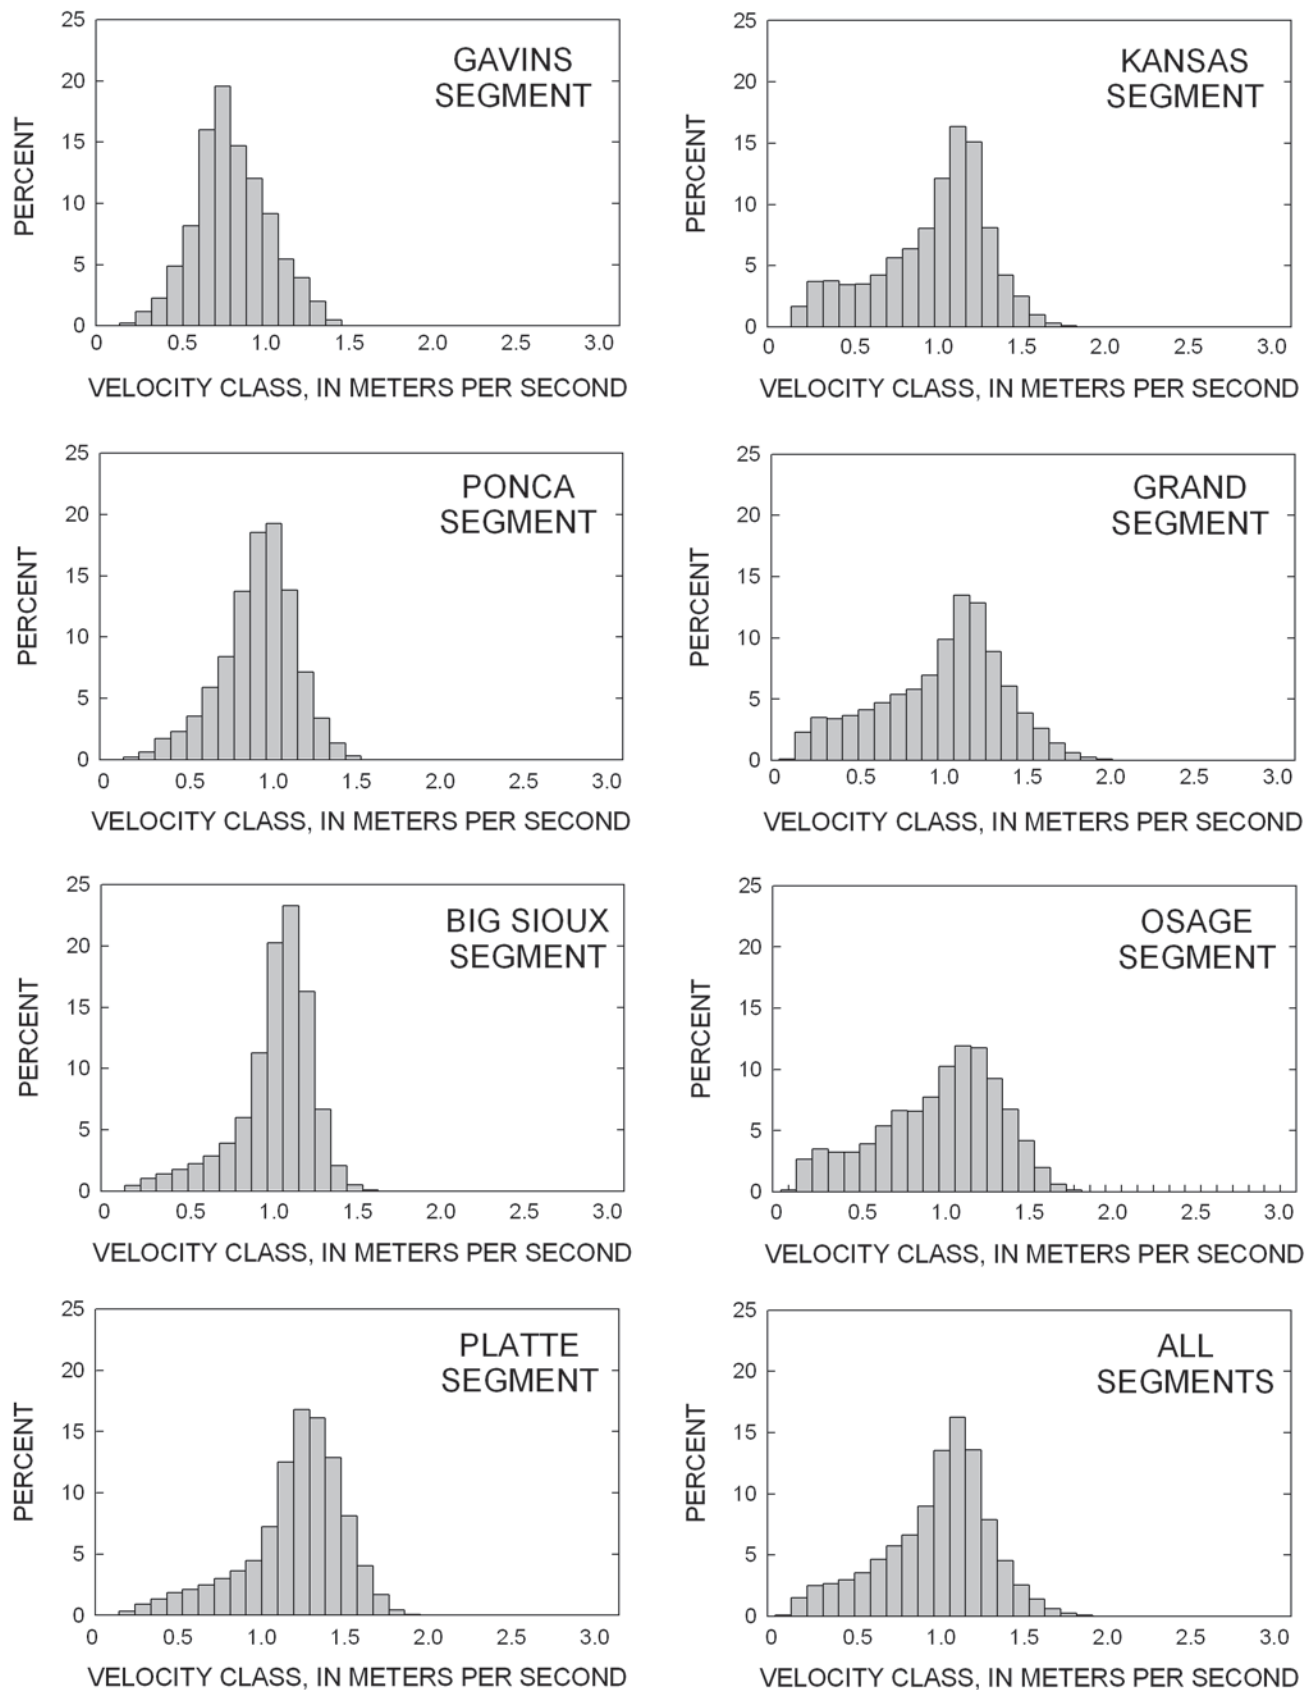 25
20
15
10
5
0
PERCENT
GAVINS
SEGMENT
0 0.5 1.0 1.5 2.0 2.5 3.0
VELOCITY CLASS, IN METERS PER SECOND
25
20
15
10
5
0
PERCENT
KANSAS
SEGMENT
0 0.5 1.0 1.5 2.0 2.5 3.0
VELOCITY CLASS, IN METERS PER SECOND
25
20
15
10
5
0
PERCENT
PONCA
SEGMENT
0 0.5 1.0 1.5 2.0 2.5 3.0
VELOCITY CLASS, IN METERS PER SECOND
25
20
15
10
5
0
PERCENT
GRAND
SEGMENT
0 0.5 1.0 1.5 2.0 2.5 3.0
VELOCITY CLASS, IN METERS PER SECOND
25
20
15
10
5
0
PERCENT
BIG SIOUX
SEGMENT
0 0.5 1.0 1.5 2.0 2.5 3.0
VELOCITY CLASS, IN METERS PER SECOND
25
20
15
10
5
0
PERCENT
OSAGE
SEGMENT
0 0.5 1.0 1.5 2.0 2.5 3.0
VELOCITY CLASS, IN METERS PER SECOND
25
20
15
10
5
0
PERCENT
PLATTE
SEGMENT
0 0.5 1.0 1.5 2.0 2.5 3.0
VELOCITY CLASS, IN METERS PER SECOND
25
20
15
10
5
0
PERCENT
ALL
SEGMENTS
0 0.5 1.0 1.5 2.0 2.5 3.0
VELOCITY CLASS, IN METERS PER SECOND